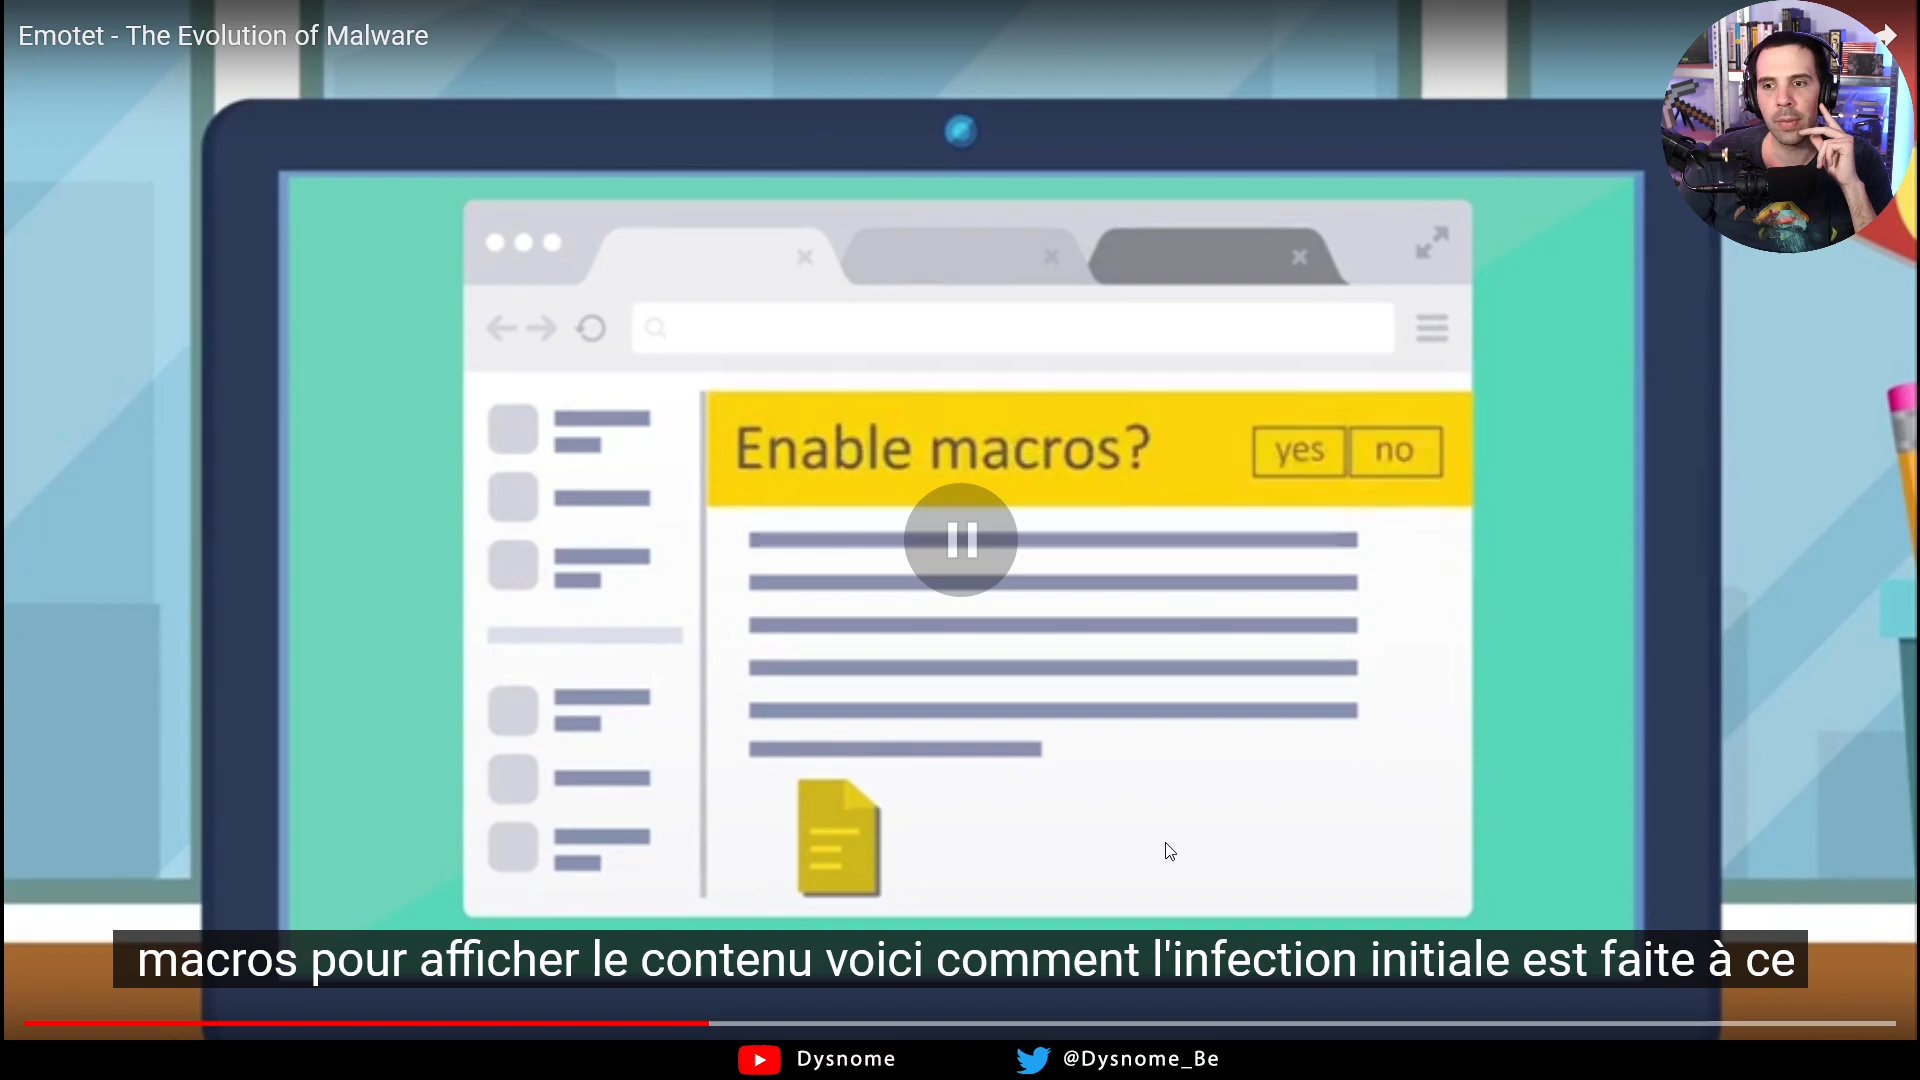 Emotet - The Evolution of Malware
Enable macros?
yes
no
macros pour afficher le contenu voici comment l'infection initiale est faite à ce
Dysnome
@Dysnome_Be